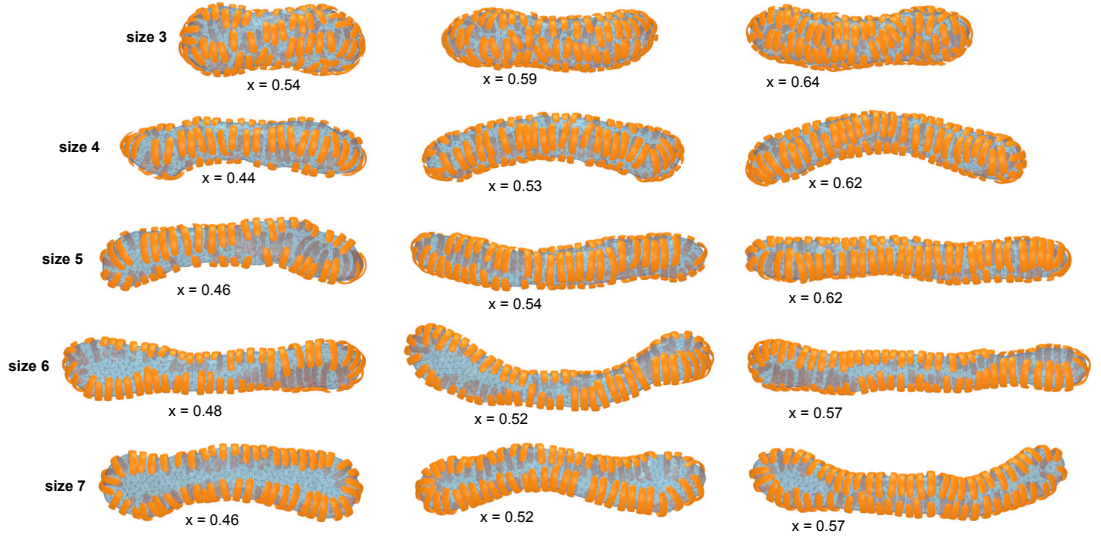 size 3
x = 0.54
x = 0.59
x = 0.64
size 4
x = 0.44
x = 0.53
x = 0.62
size 5
x = 0.46
x = 0.54
x = 0.62
size 6
x = 0.48
x = 0.52
x = 0.57
size 7
x = 0.46
x = 0.52
x = 0.57